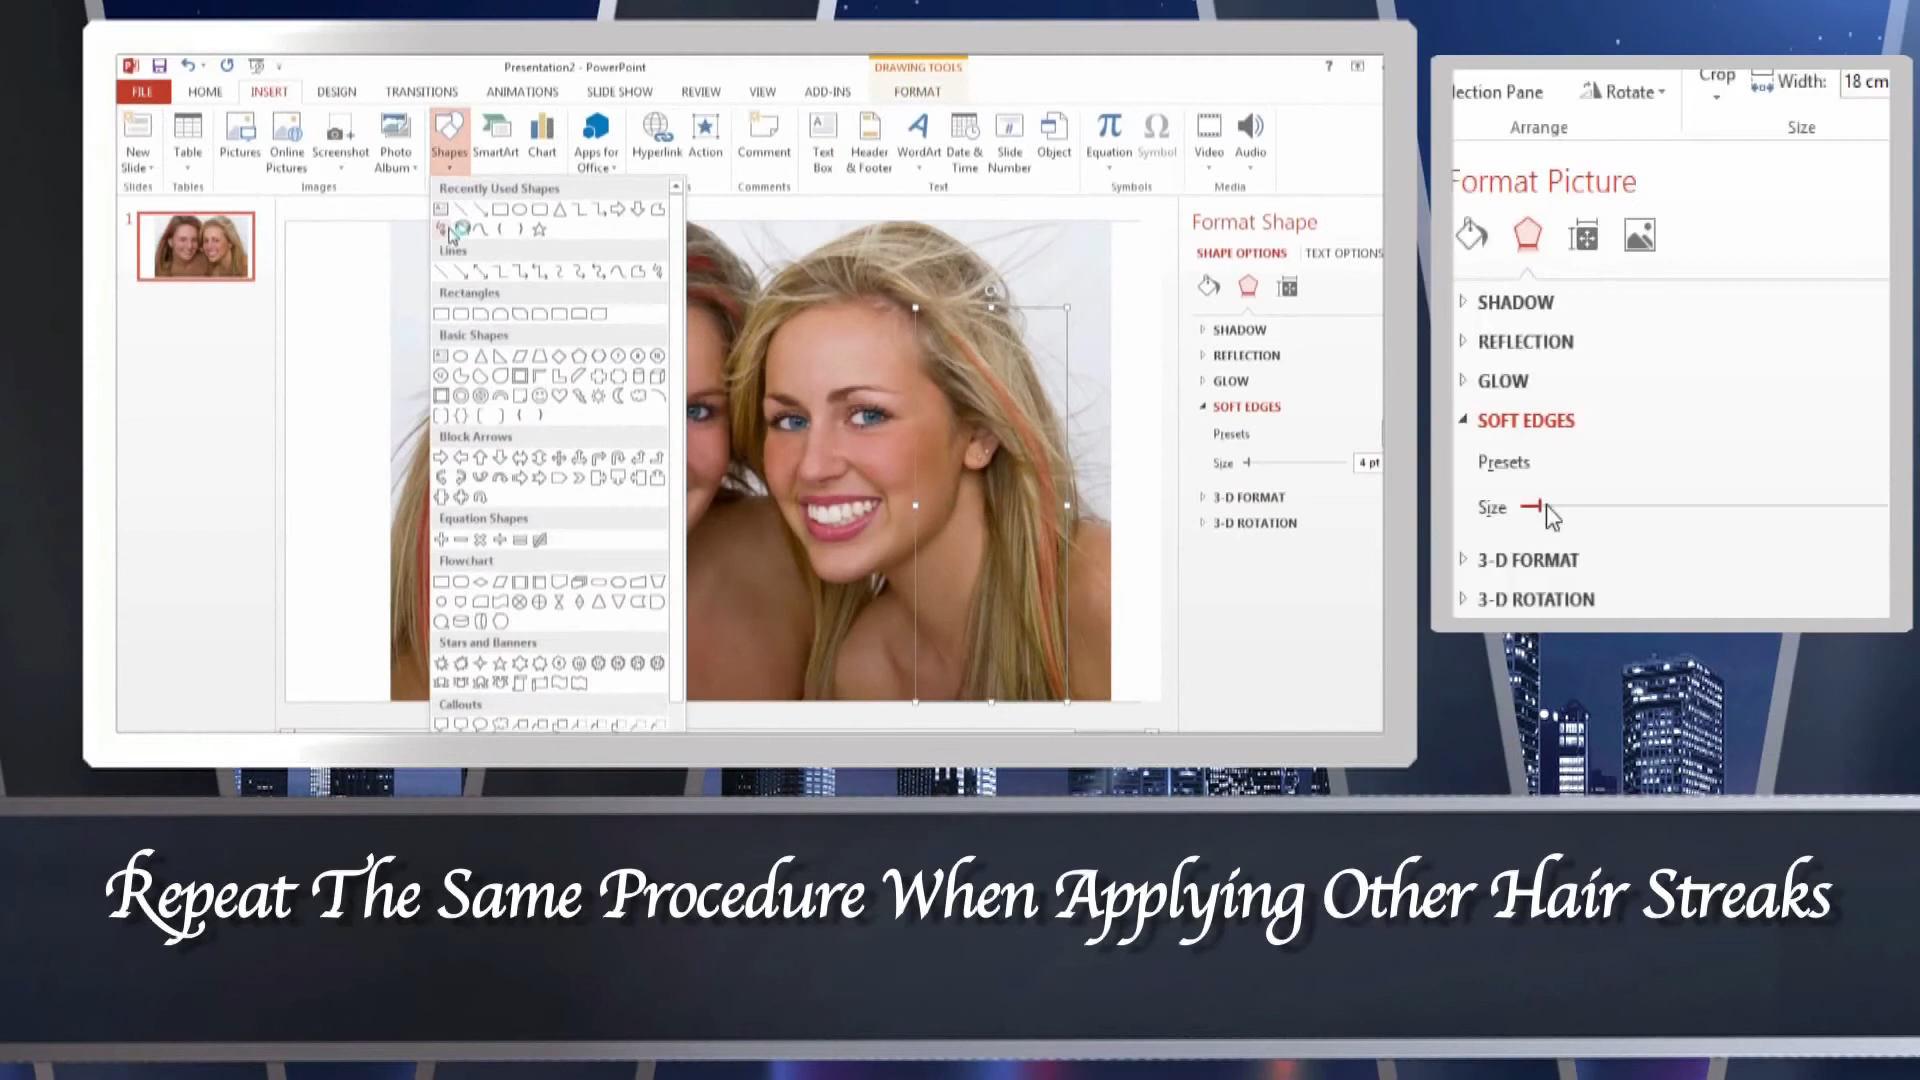 Presentation2 - PowerPoint
DRAWING TOOLS
?
FILE HOME INSERT DESIGN TRANSITIONS ANIMATIONS SLIDE SHOW REVIEW VIEW ADD-INS FORMAT
New Slide
Table
Pictures
Online Pictures
Screenshot
Photo Album
Shapes
SmartArt
Chart
Apps for Office
Hyperlink
Action
Comment
Text Box
Header & Footer
WordArt
Date & Time
Slide Number
Object
Equation
Symbol
Video
Audio
Slides Tables Images s Comments Text Symbols Media
1
Recently Used Shapes
Lines
Rectangles
Basic Shapes
Block Arrows
Equation Shapes
Flowchart
Stars and Banners
Callouts
Format Shape
SHAPE OPTIONS TEXT OPTIONS
SHADOW
REFLECTION
GLOW
SOFT EDGES
Presets
Size 4 pt
3-D FORMAT
3-D ROTATION
lection Pane Rotate Crop Width: 18 cm
Arrange Size
Format Picture
SHADOW
REFLECTION
GLOW
SOFT EDGES
Presets
Size
3-D FORMAT
3-D ROTATION
Repeat The Same Procedure When Applying Other Hair Streaks